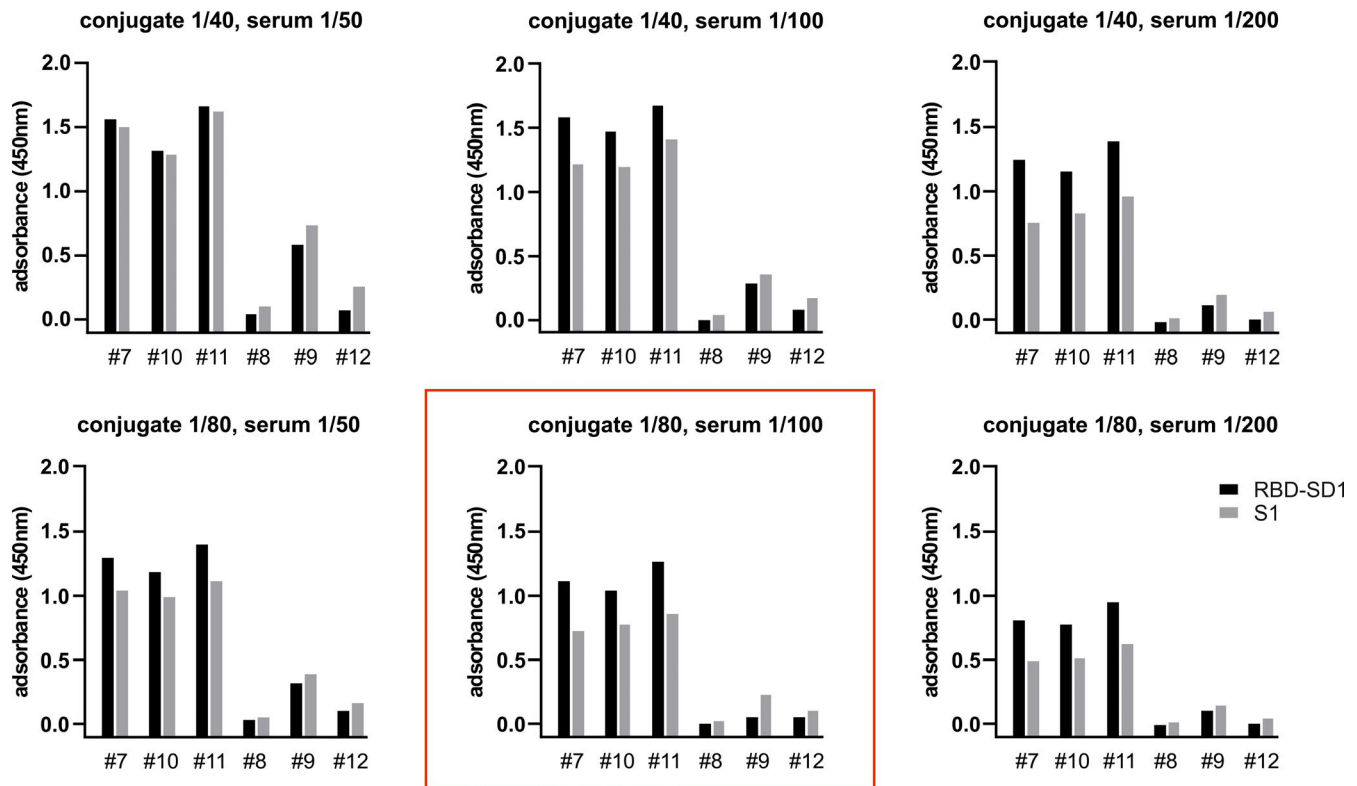 conjugate 1/40, serum 1/50
adsorbance (450nm)
2.0
1.5
1.0
0.5
0.0
#7 #10 #11 #8 #9 #12
conjugate 1/40, serum 1/100
adsorbance (450nm)
2.0
1.5
1.0
0.5
0.0
#7 #10 #11 #8 #9 #12
conjugate 1/40, serum 1/200
adsorbance (450nm)
2.0
1.5
1.0
0.5
0.0
#7 #10 #11 #8 #9 #12
conjugate 1/80, serum 1/50
adsorbance (450nm)
2.0
1.5
1.0
0.5
0.0
#7 #10 #11 #8 #9 #12
conjugate 1/80, serum 1/100
adsorbance (450nm)
2.0
1.5
1.0
0.5
0.0
#7 #10 #11 #8 #9 #12
conjugate 1/80, serum 1/200
adsorbance (450nm)
2.0
1.5
1.0
0.5
0.0
#7 #10 #11 #8 #9 #12
RBD-SD1
S1